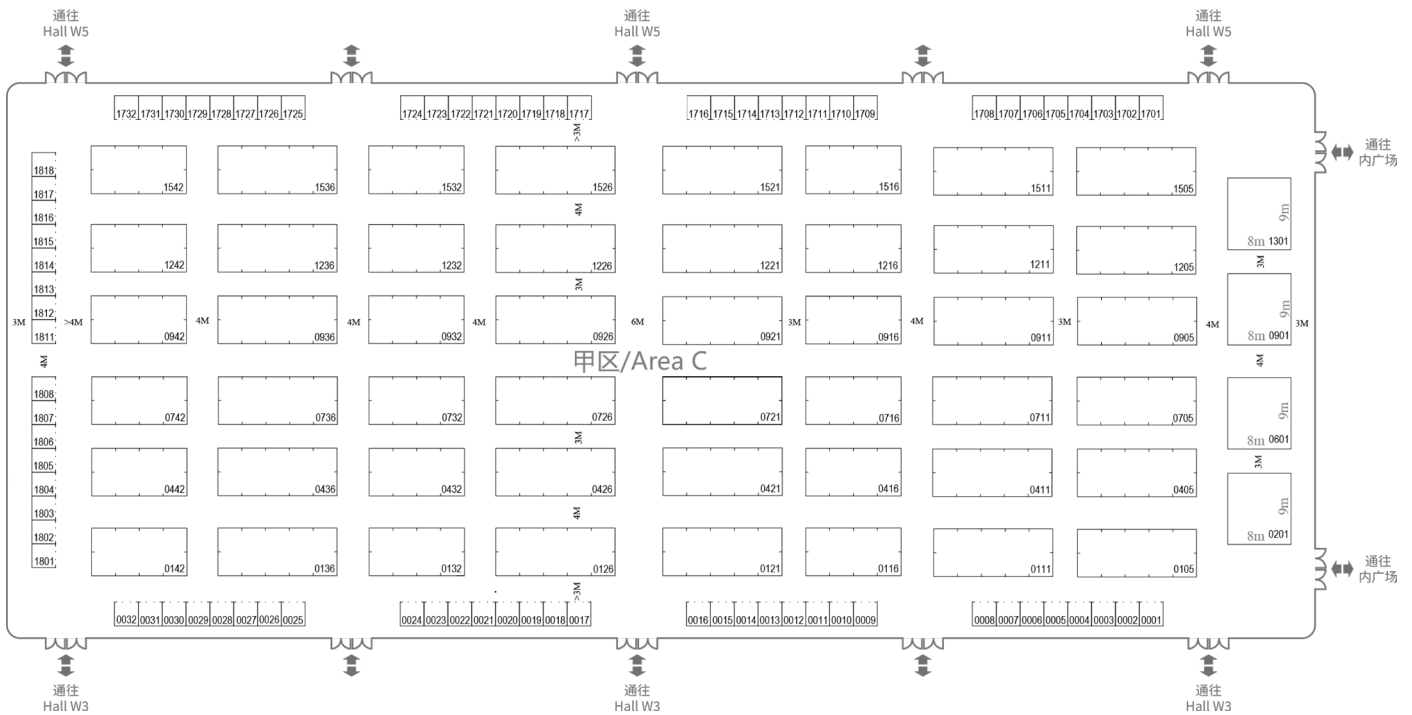 通往
Hall W5
通往
Hall W5
通往
Hall W5
1732 1731 1730 1729 1728 1727 1726 1725
1724 1723 1722 1721 1720 1719 1718 1717
1716 1715 1714 1713 1712 1711 1710 1709
1708 1707 1706 1705 1704 1703 1702 1701
>3M
通往
内广场
1818
1817
1816
1815
1814
1813
1812
1811
1808
1807
1806
1805
1804
1803
1802
1801
1542 1536 1532 1526 1521 1516 1511 1505
4M
9m
8m 1301
1242 1236 1232 1226 1221 1216 1211 1205
3M
3M
9m
8m 0901
3M >4M 4M 4M 4M 6M 3M 4M 3M 4M 3M
0942 0936 0932 0926 0921 0916 0911 0905
甲区/Area C
4M
4M
0742 0736 0732 0726 0721 0716 0711 0705
9m
8m 0601
3M
3M
0442 0436 0432 0426 0421 0416 0411 0405
4M
9m
8m 0201
0142 0136 0132 0126 0121 0116 0111 0105
通往
内广场
>3M
0032 0031 0030 0029 0028 0027 0026 0025
0024 0023 0022 0021 0020 0019 0018 0017
0016 0015 0014 0013 0012 0011 0010 0009
0008 0007 0006 0005 0004 0003 0002 0001
通往
Hall W3
通往
Hall W3
通往
Hall W3